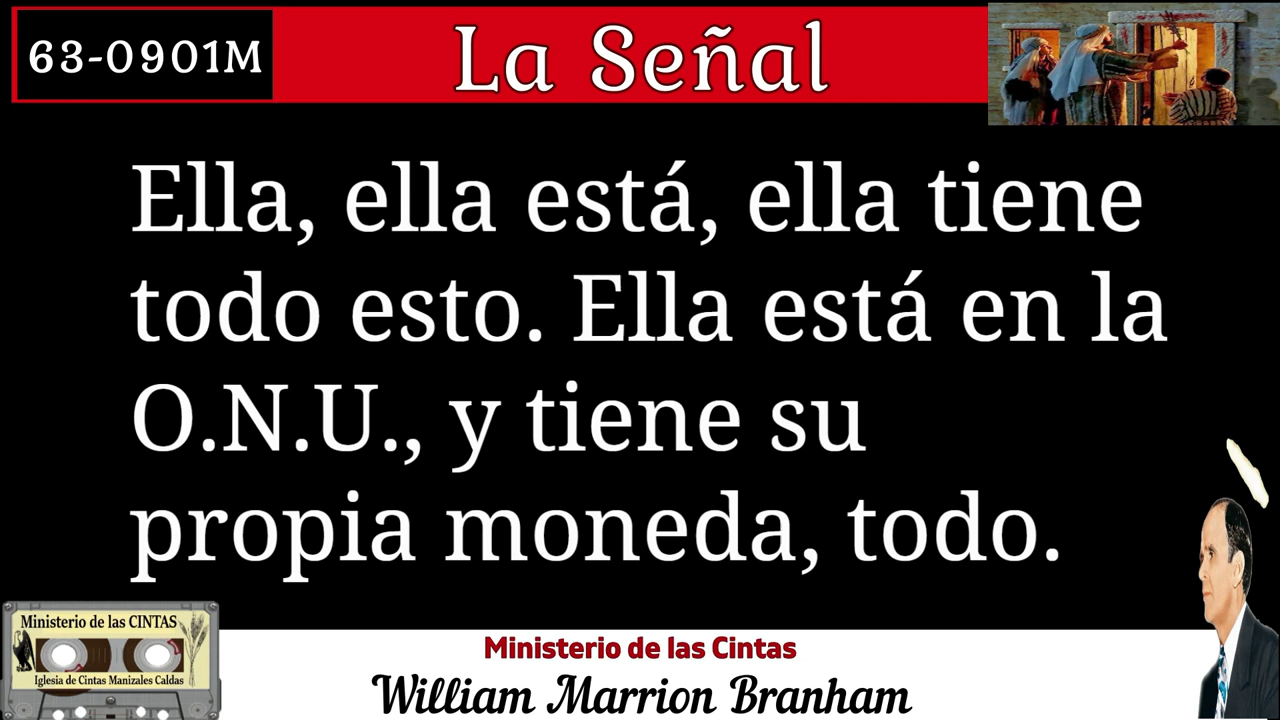 63-0901M
La Señal
Ella, ella está, ella tiene
todo esto. Ella está en la
O.N.U., y tiene su
propia moneda, todo.
Ministerio de las CINTAS
Iglesia de Cintas Manizales Caldas
Ministerio de las Cintas
William Marrion Branham